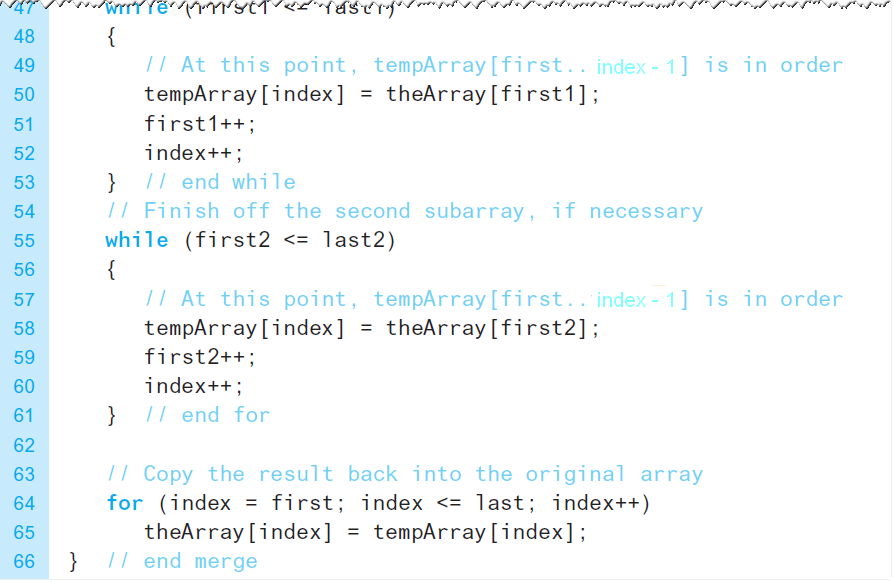 47 while (first1 <= last1)
48 {
49 // At this point, tempArray[first..index - 1] is in order
50 tempArray[index] = theArray[first1];
51 first1++;
52 index++;
53 } // end while
54 // Finish off the second subarray, if necessary
55 while (first2 <= last2)
56 {
57 // At this point, tempArray[first..index - 1] is in order
58 tempArray[index] = theArray[first2];
59 first2++;
60 index++;
61 } // end for
62
63 // Copy the result back into the original array
64 for (index = first; index <= last; index++)
65 theArray[index] = tempArray[index];
66 } // end merge